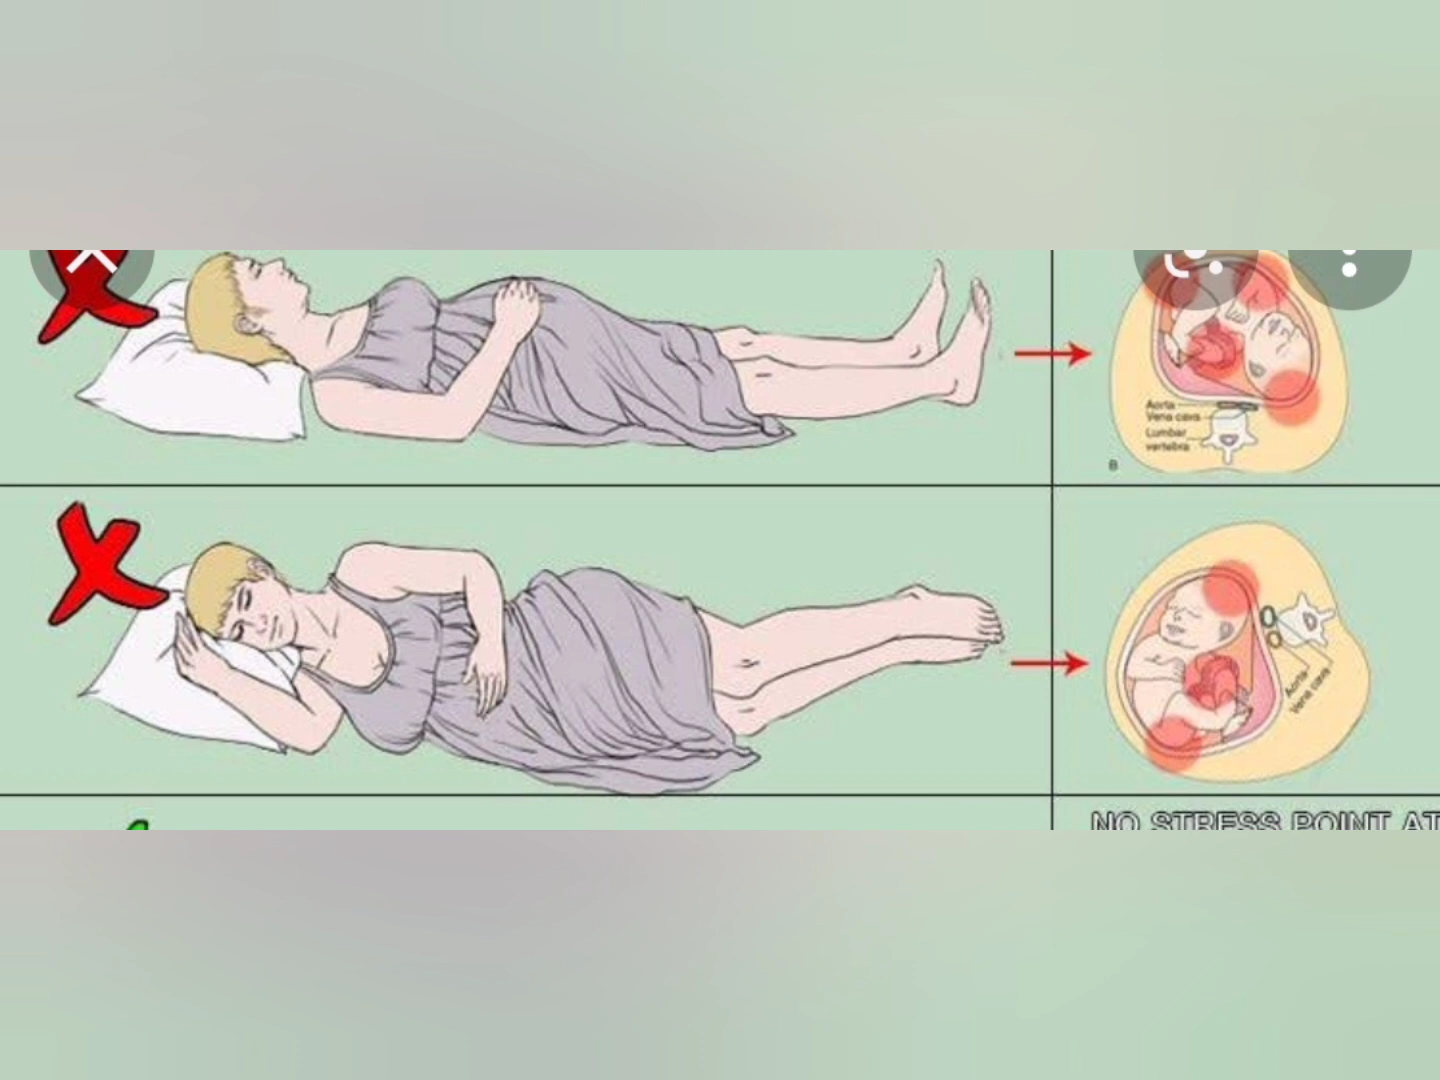 Aorta
Vena cava
Lumbar
vertebra
B
Aorta
Vena cava
NO STRESS POINT AT